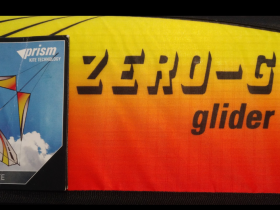 prism
KITE TECHNOLOGY
ZERO-G
glider